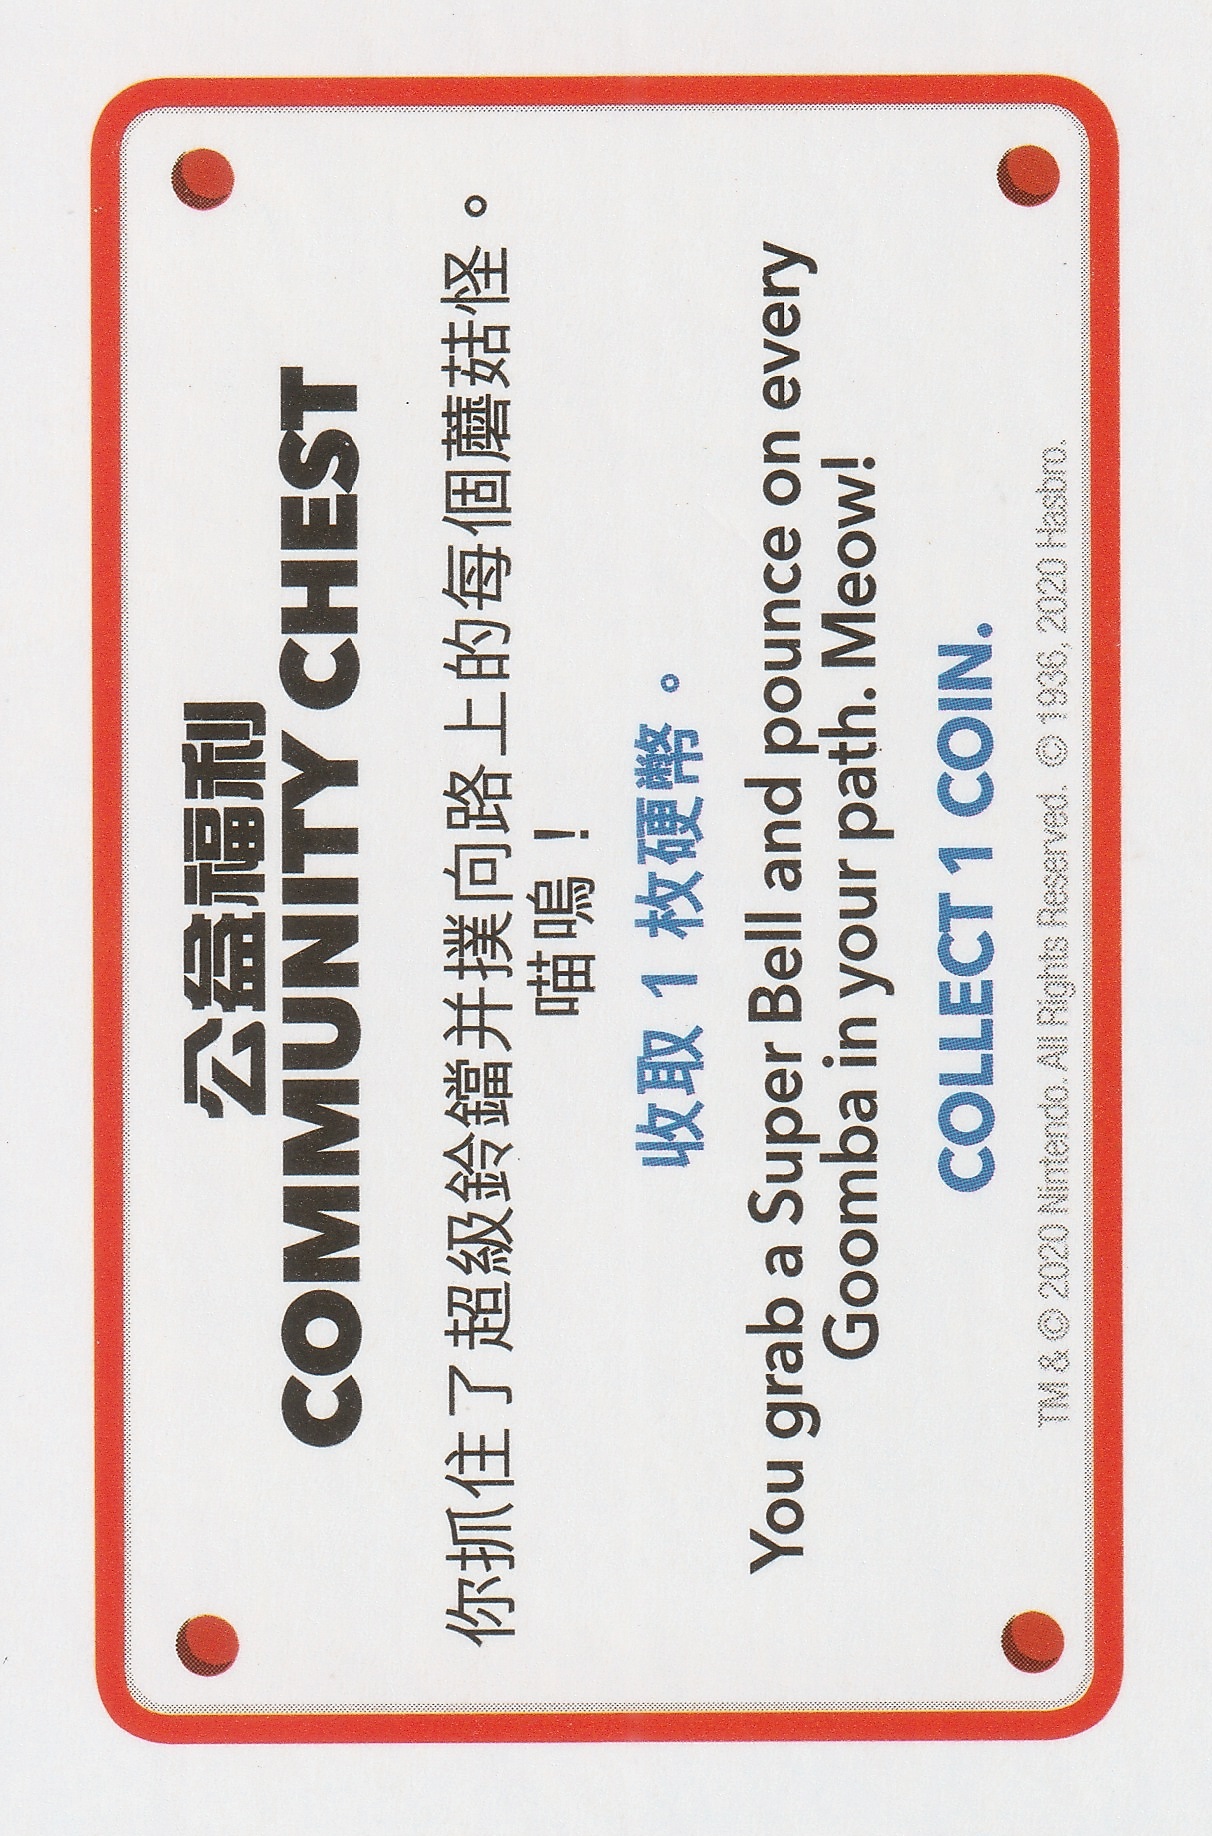 公益福利
COMMUNITY CHEST
你抓住了超級鈴鐺并撲向路上的每個蘑菇怪。
喵嗚！
收取 1 枚硬幣。
You grab a Super Bell and pounce on every
Goomba in your path. Meow!
COLLECT 1 COIN.
TM & © 2020 Nintendo. All Rights Reserved. © 1936, 2020 Hasbro.